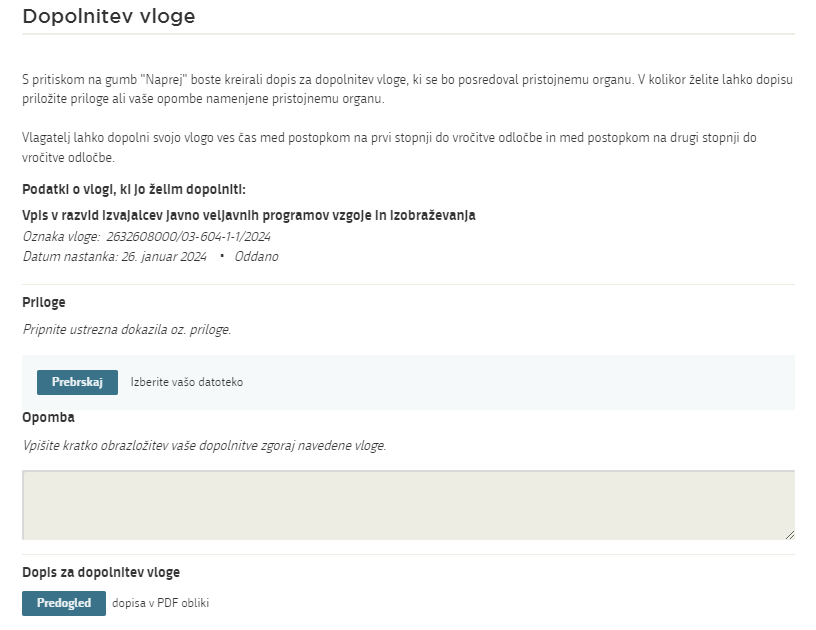 Dopolnitev vloge
S pritiskom na gumb "Naprej" boste kreirali dopis za dopolnitev vloge, ki se bo posredoval pristojnemu organu. V kolikor želite lahko dopisu
priložite priloge ali vaše opombe namenjene pristojnemu organu.
Vlagatelj lahko dopolni svojo vlogo ves čas med postopkom na prvi stopnji do vročitve odločbe in med postopkom na drugi stopnji do
vročitve odločbe.
Podatki o vlogi, ki jo želim dopolniti:
Vpis v razvid izvajalcev javno veljavnih programov vzgoje in izobraževanja
Oznaka vloge: 2632608000/03-604-1-1/2024
Datum nastanka: 26. januar 2024 • Oddano
Priloge
Pripnite ustrezna dokazila oz. priloge.
Prebrskaj Izberite vašo datoteko
Opomba
Vpišite kratko obrazložitev vaše dopolnitve zgoraj navedene vloge.
Dopis za dopolnitev vloge
Predogled dopisa v PDF obliki